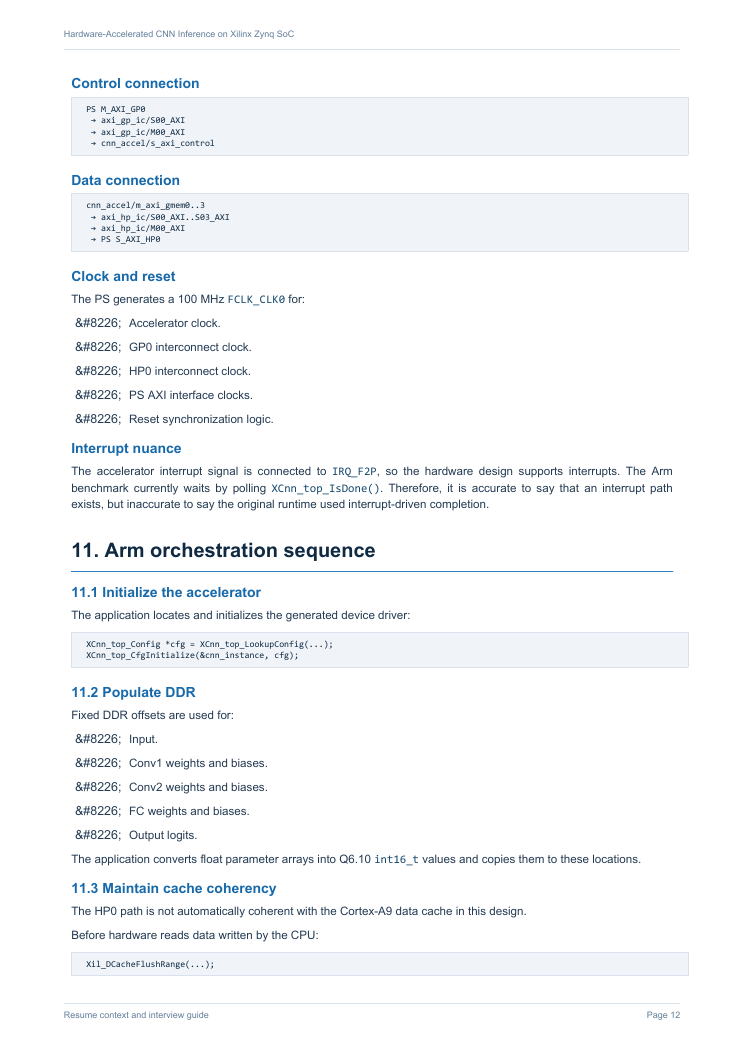 Hardware-Accelerated CNN Inference on Xilinx Zynq SoC
Control connection
PS M_AXI_GP0
→ axi_gp_ic/S00_AXI
→ axi_gp_ic/M00_AXI
→ cnn_accel/s_axi_control
Data connection
cnn_accel/m_axi_gmem0..3
→ axi_hp_ic/S00_AXI..S03_AXI
→ axi_hp_ic/M00_AXI
→ PS S_AXI_HP0
Clock and reset
The PS generates a 100 MHz FCLK_CLK0 for:
&#8226; Accelerator clock.
&#8226; GP0 interconnect clock.
&#8226; HP0 interconnect clock.
&#8226; PS AXI interface clocks.
&#8226; Reset synchronization logic.
Interrupt nuance
The accelerator interrupt signal is connected to IRQ_F2P, so the hardware design supports interrupts. The Arm
benchmark currently waits by polling XCnn_top_IsDone(). Therefore, it is accurate to say that an interrupt path
exists, but inaccurate to say the original runtime used interrupt-driven completion.
11. Arm orchestration sequence
11.1 Initialize the accelerator
The application locates and initializes the generated device driver:
XCnn_top_Config *cfg = XCnn_top_LookupConfig(...);
XCnn_top_CfgInitialize(&cnn_instance, cfg);
11.2 Populate DDR
Fixed DDR offsets are used for:
&#8226; Input.
&#8226; Conv1 weights and biases.
&#8226; Conv2 weights and biases.
&#8226; FC weights and biases.
&#8226; Output logits.
The application converts float parameter arrays into Q6.10 int16_t values and copies them to these locations.
11.3 Maintain cache coherency
The HP0 path is not automatically coherent with the Cortex-A9 data cache in this design.
Before hardware reads data written by the CPU:
Xil_DCacheFlushRange(...);
Resume context and interview guide
Page 12